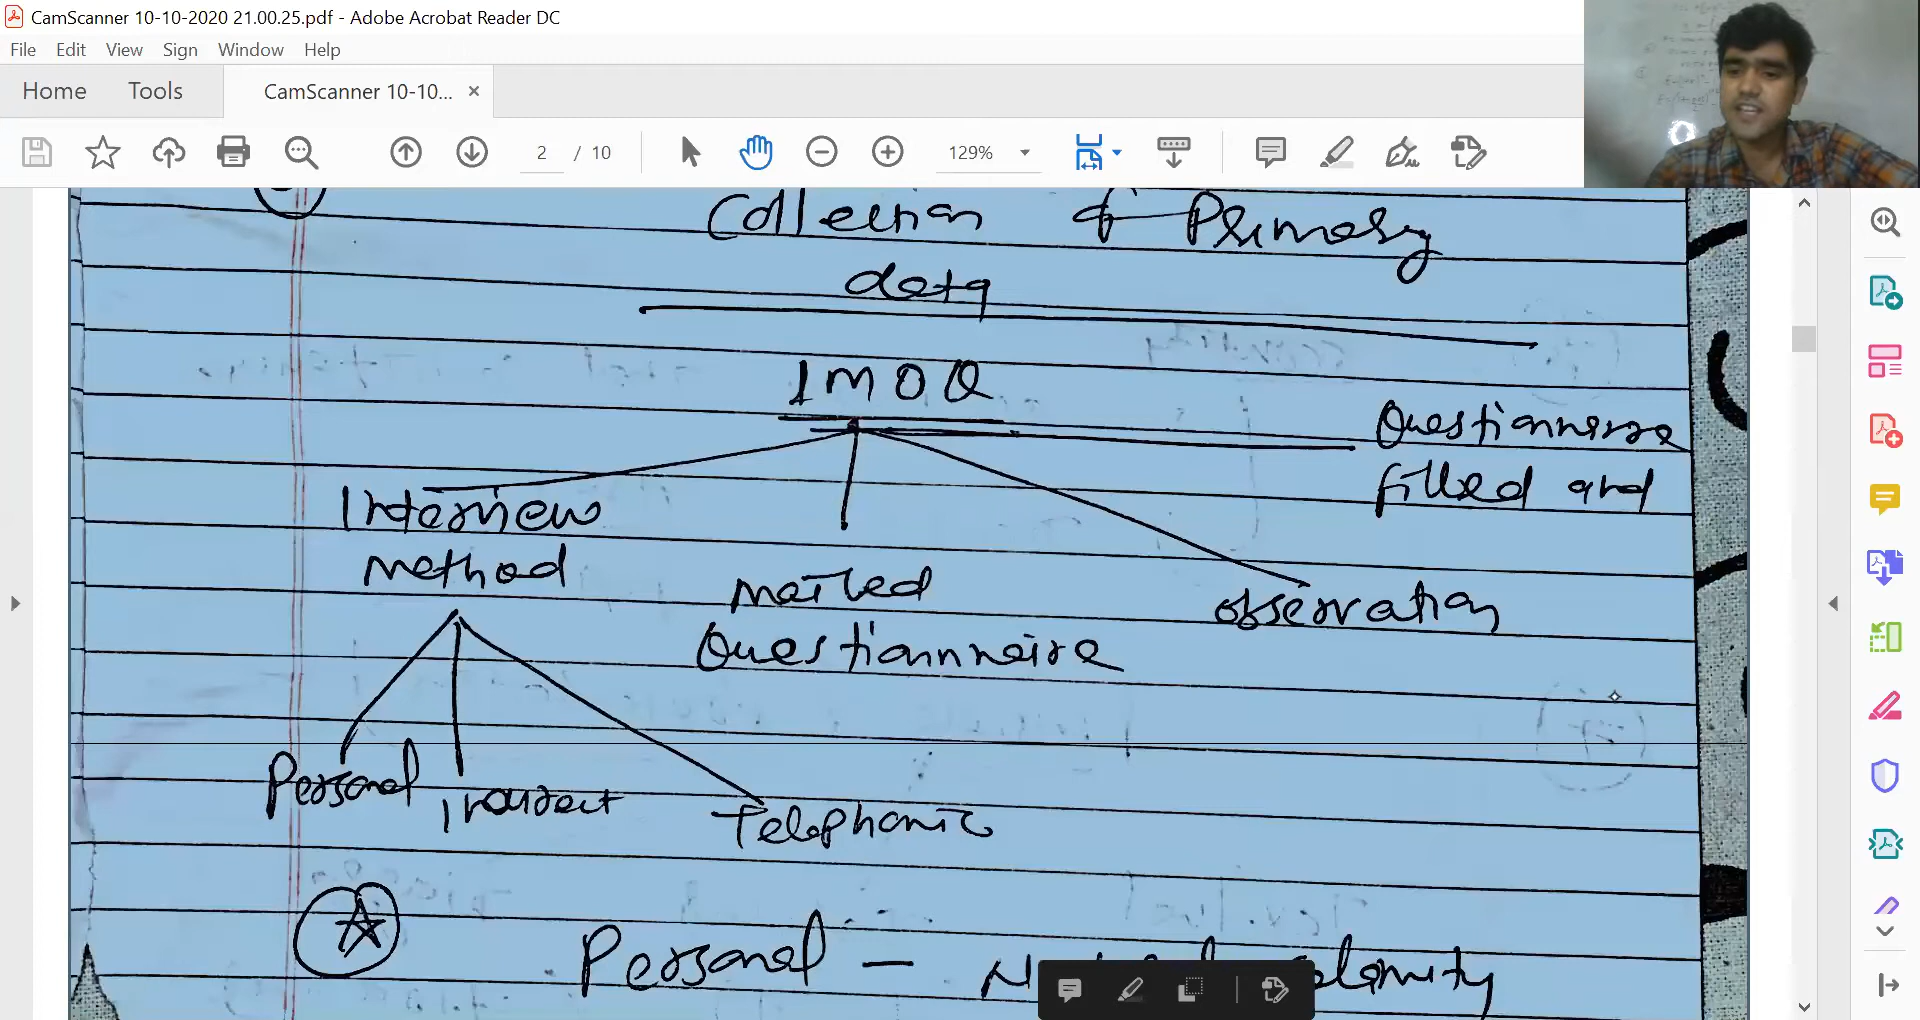 CamScanner 10-10-2020 21.00.25.pdf - Adobe Acrobat Reader DC
File Edit View Sign Window Help
Home Tools CamScanner 10-10... ×
2 / 10 129%
Collection of Primary
data
IMOQ
Questionnaire
filled and
Interview
method
mailed
Questionnaire
observation
Personal
Indirect
Telephonic
Personal –